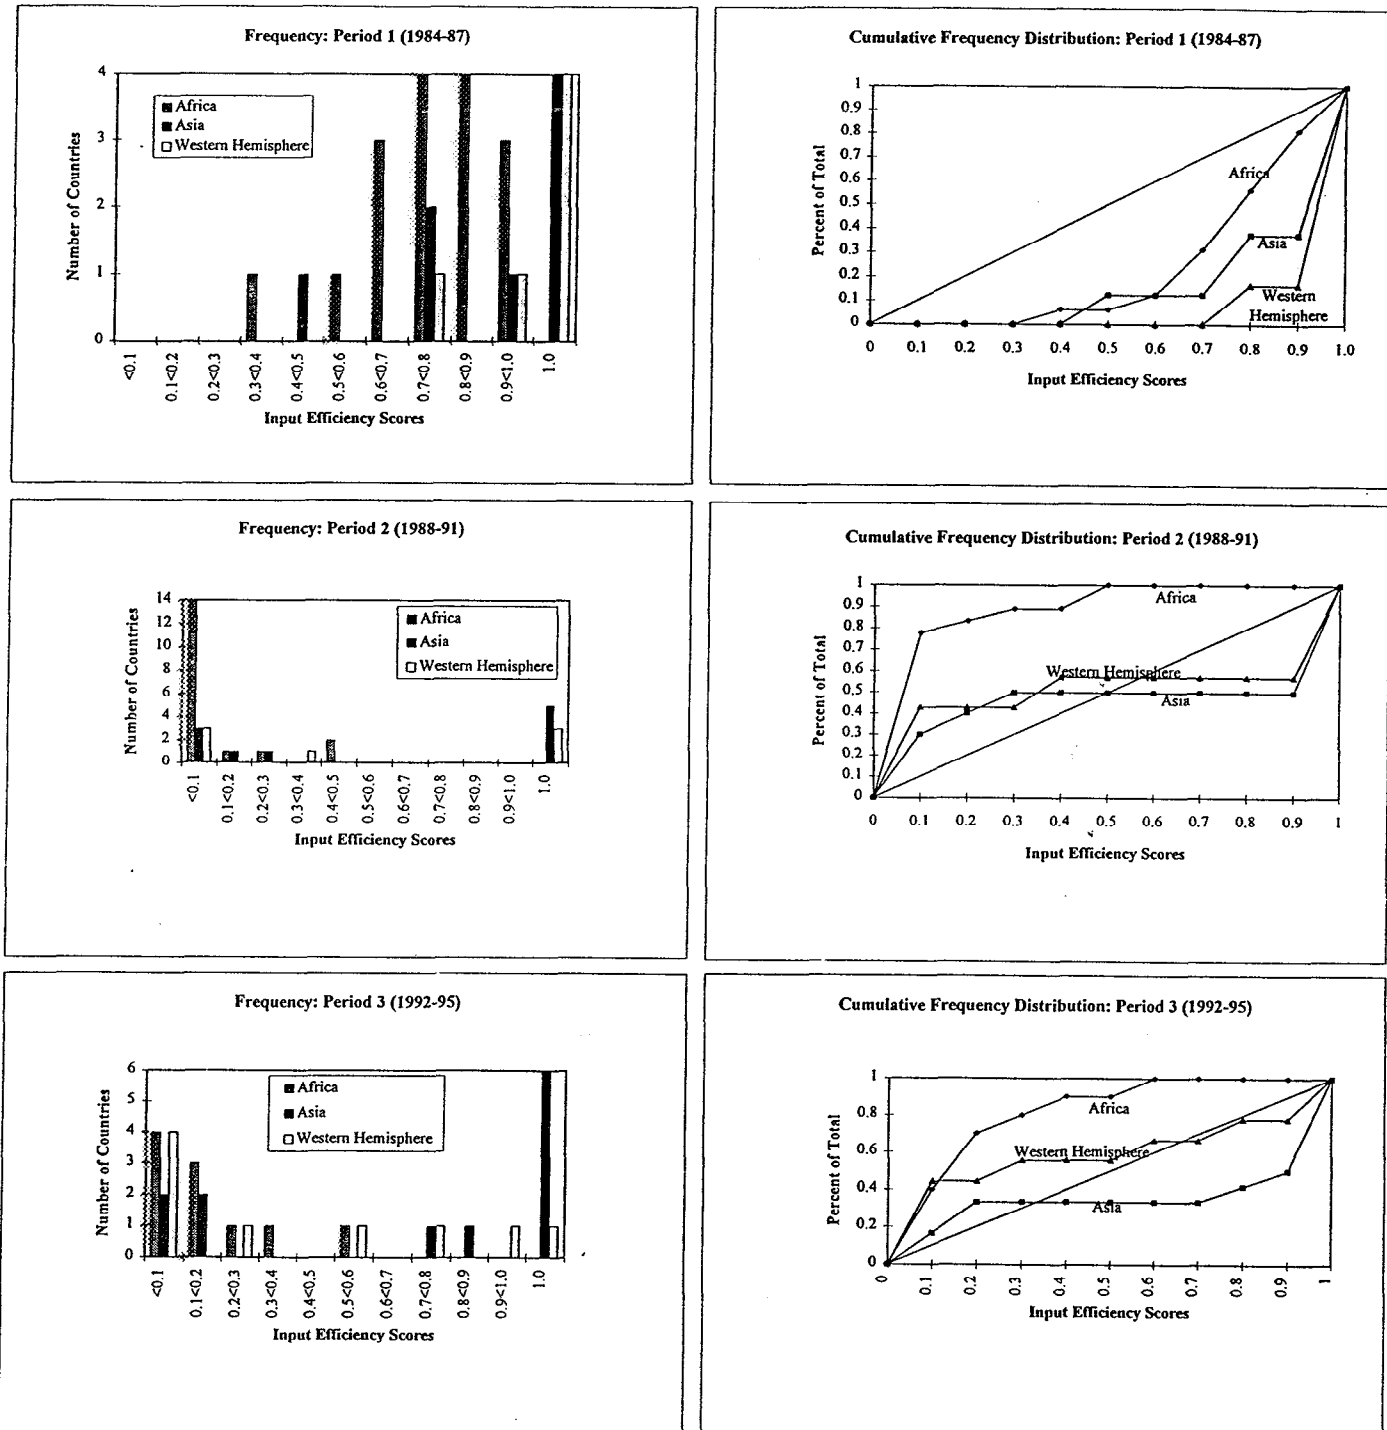 Frequency: Period 1 (1984-87)
4
3
2
1
0
Number of Countries
Africa
Asia
Western Hemisphere
<0.1
0.1<0.2
0.2<0.3
0.3<0.4
0.4<0.5
0.5<0.6
0.6<0.7
0.7<0.8
0.8<0.9
0.9<1.0
1.0
Input Efficiency Scores
Cumulative Frequency Distribution: Period 1 (1984-87)
1
0.9
0.8
0.7
0.6
0.5
0.4
0.3
0.2
0.1
0
Percent of Total
Africa
Asia
Western
Hemisphere
0 0.1 0.2 0.3 0.4 0.5 0.6 0.7 0.8 0.9 1.0
Input Efficiency Scores
Frequency: Period 2 (1988-91)
14
12
10
8
6
4
2
0
Number of Countries
Africa
Asia
Western Hemisphere
<0.1
0.1<0.2
0.2<0.3
0.3<0.4
0.4<0.5
0.5<0.6
0.6<0.7
0.7<0.8
0.8<0.9
0.9<1.0
1.0
Input Efficiency Scores
Cumulative Frequency Distribution: Period 2 (1988-91)
1
0.9
0.8
0.7
0.6
0.5
0.4
0.3
0.2
0.1
0
Percent of Total
Africa
Western Hemisphere
Asia
0 0.1 0.2 0.3 0.4 0.5 0.6 0.7 0.8 0.9 1
Input Efficiency Scores
Frequency: Period 3 (1992-95)
6
5
4
3
2
1
0
Number of Countries
Africa
Asia
Western Hemisphere
<0.1
0.1<0.2
0.2<0.3
0.3<0.4
0.4<0.5
0.5<0.6
0.6<0.7
0.7<0.8
0.8<0.9
0.9<1.0
1.0
Input Efficiency Scores
Cumulative Frequency Distribution: Period 3 (1992-95)
1
0.8
0.6
0.4
0.2
0
Percent of Total
Africa
Western Hemisphere
Asia
0
0.1
0.2
0.3
0.4
0.5
0.6
0.7
0.8
0.9
1
Input Efficiency Scores